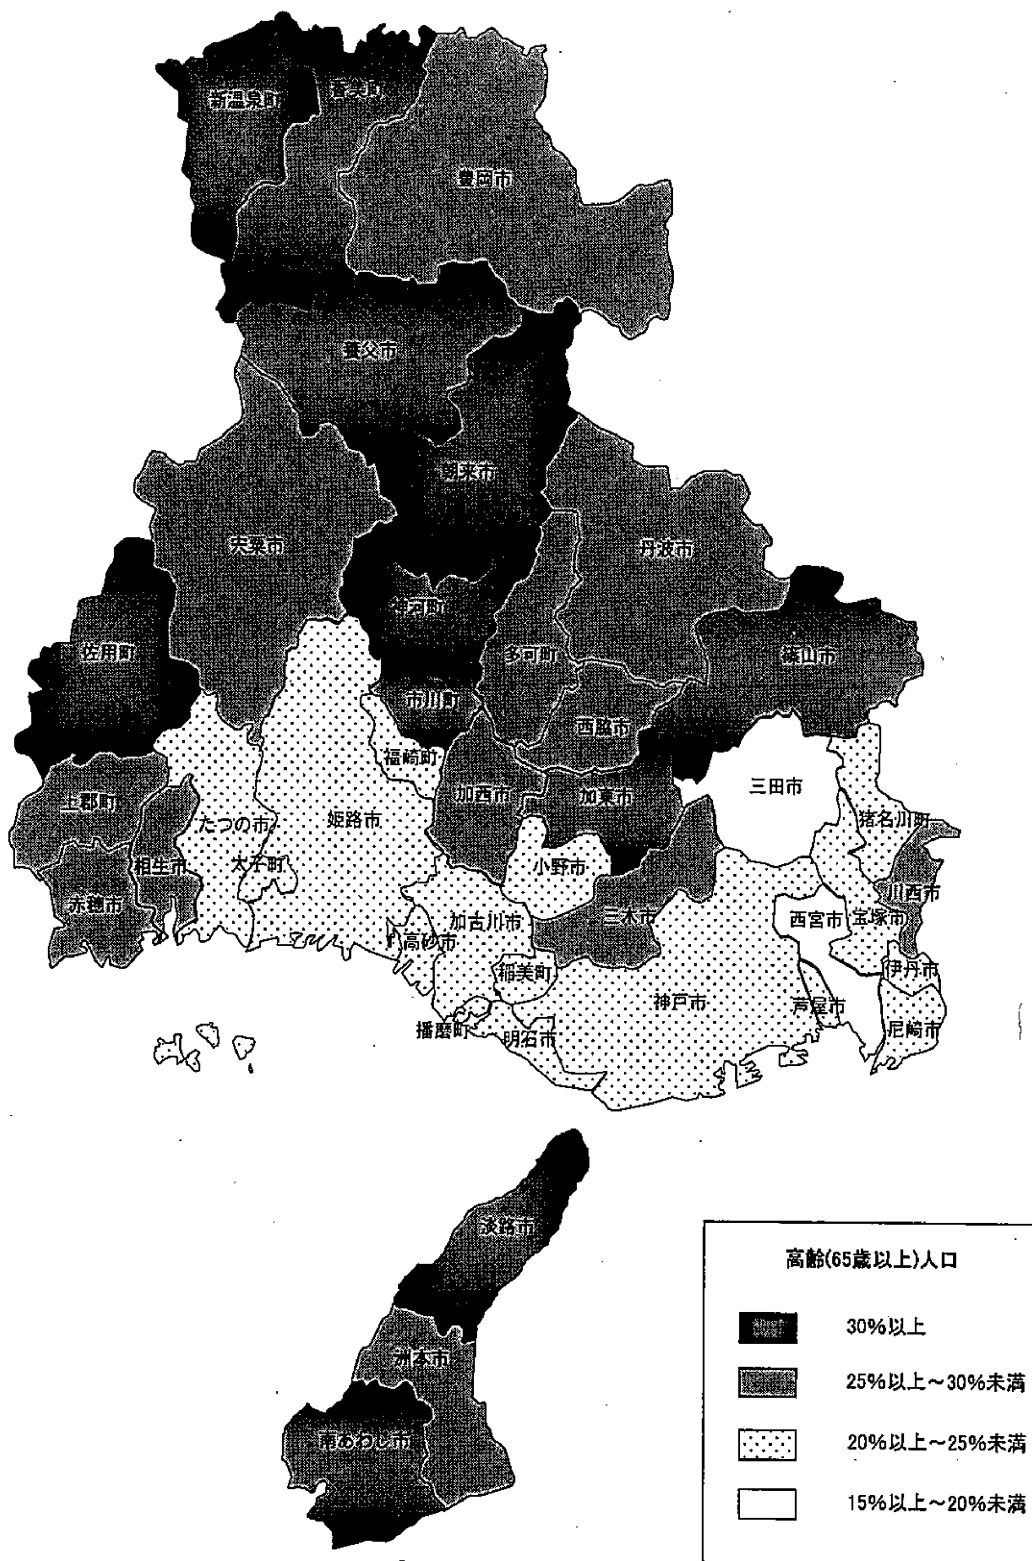 新温泉町
香美町
豊岡市
養父市
朝来市
宍粟市
丹波市
神河町
佐用町
多可町
篠山市
市川町
西脇市
福崎町
三田市
加西市
加東市
上郡町
猪名川町
たつの市
姫路市
相生市
太子町
小野市
川西市
赤穂市
三木市
加古川市
西宮市
宝塚市
高砂市
稲美町
伊丹市
神戸市
芦屋市
播磨町
明石市
尼崎市
淡路市
洲本市
南あわじ市
高齢(65歳以上)人口
30%以上
25%以上～30%未満
20%以上～25%未満
15%以上～20%未満